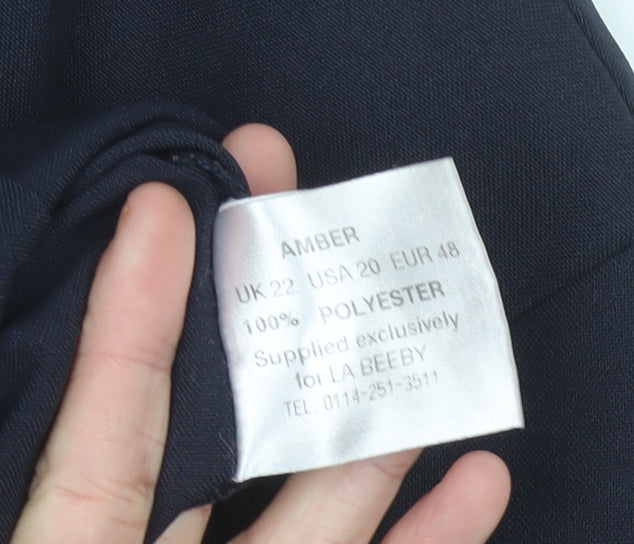 AMBER
UK 22 USA 20 EUR 48
100% POLYESTER
Supplied exclusively
for LA BEEBY
TEL. 0114-251-3511